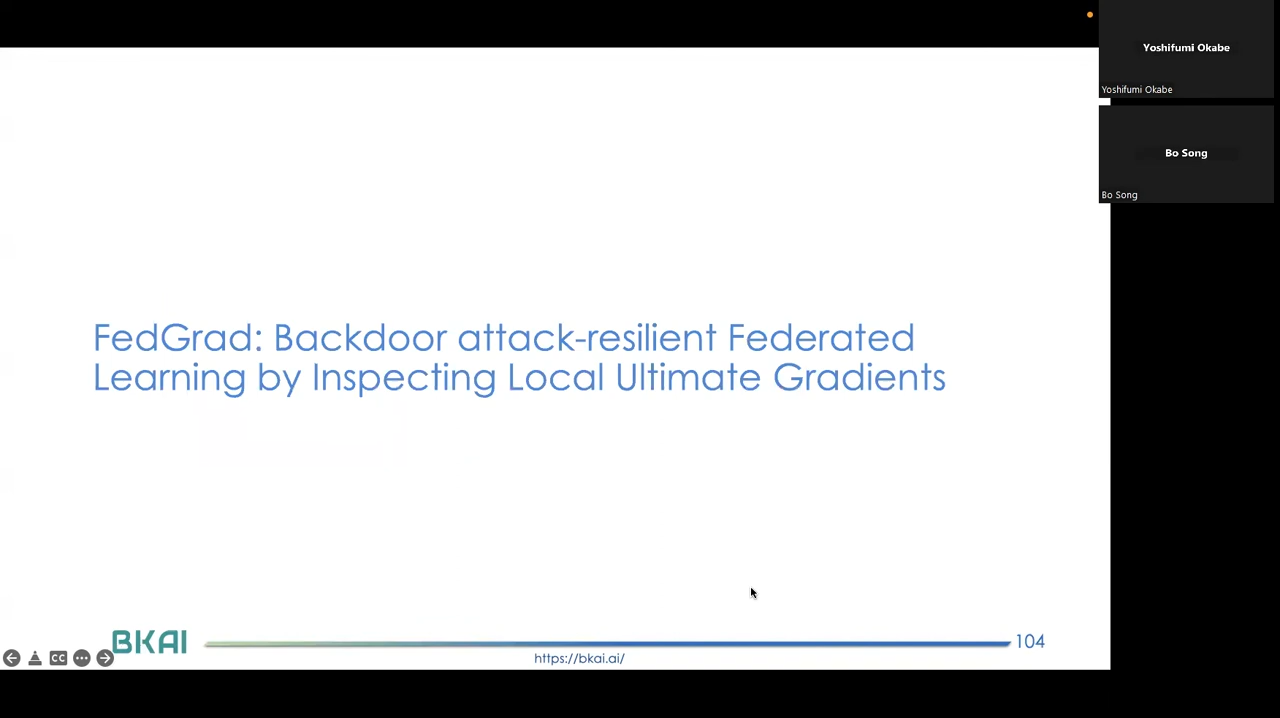 Yoshifumi Okabe
Yoshifumi Okabe
Bo Song
Bo Song
FedGrad: Backdoor attack-resilient Federated
Learning by Inspecting Local Ultimate Gradients
BKAI
104
CC
https://bkai.ai/